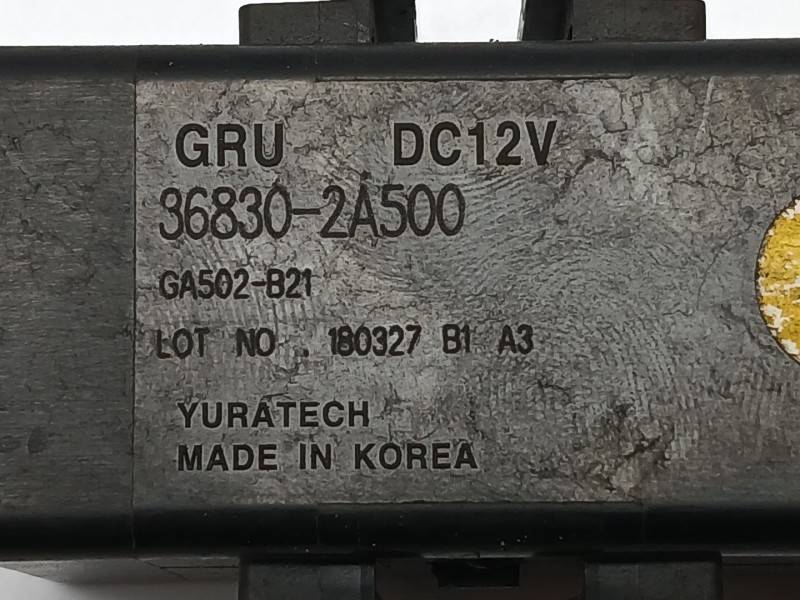 GRU DC12V
36830-2A500
GA502-B21
LOT NO . 180327 B1 A3
YURATECH
MADE IN KOREA